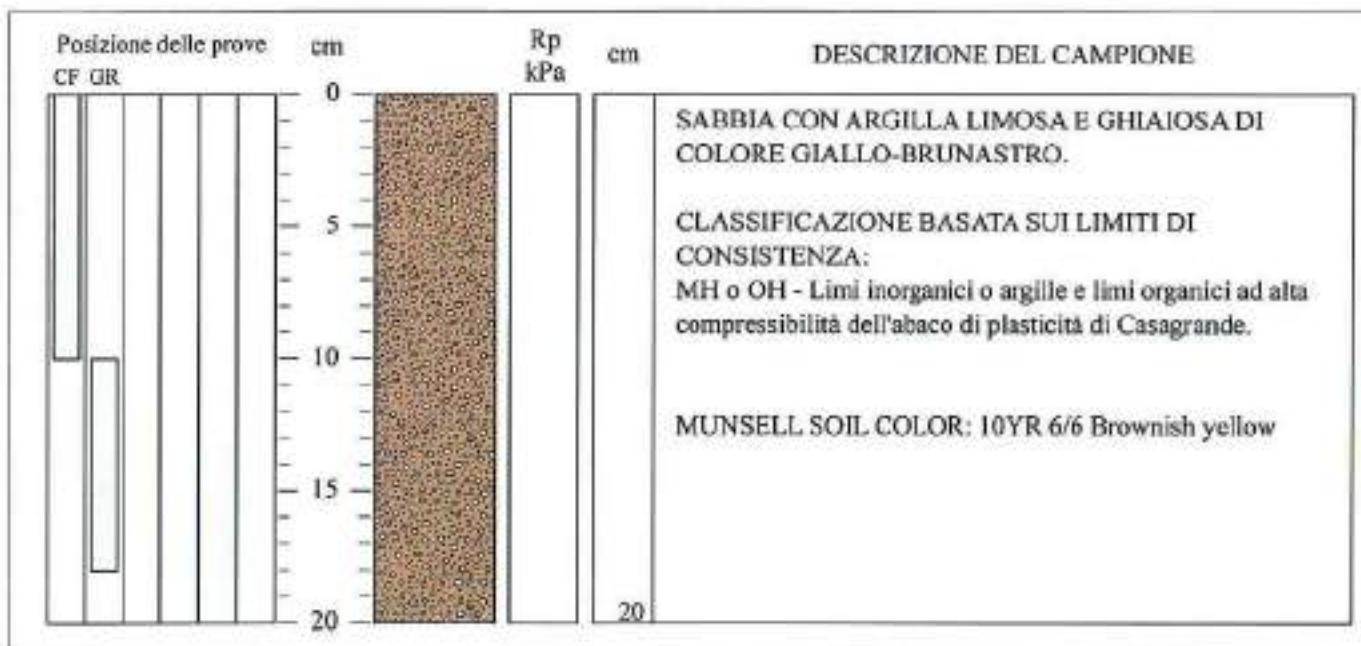 Posizione delle prove
CF GR
cm
Rp
kPa
cm
DESCRIZIONE DEL CAMPIONE
0
5
10
15
20
20
SABBIA CON ARGILLA LIMOSA E GHIAIOSA DI
COLORE GIALLO-BRUNASTRO.
CLASSIFICAZIONE BASATA SUI LIMITI DI
CONSISTENZA:
MH o OH - Limi inorganici o argille e limi organici ad alta
compressibilità dell'abaco di plasticità di Casagrande.
MUNSELL SOIL COLOR: 10YR 6/6 Brownish yellow